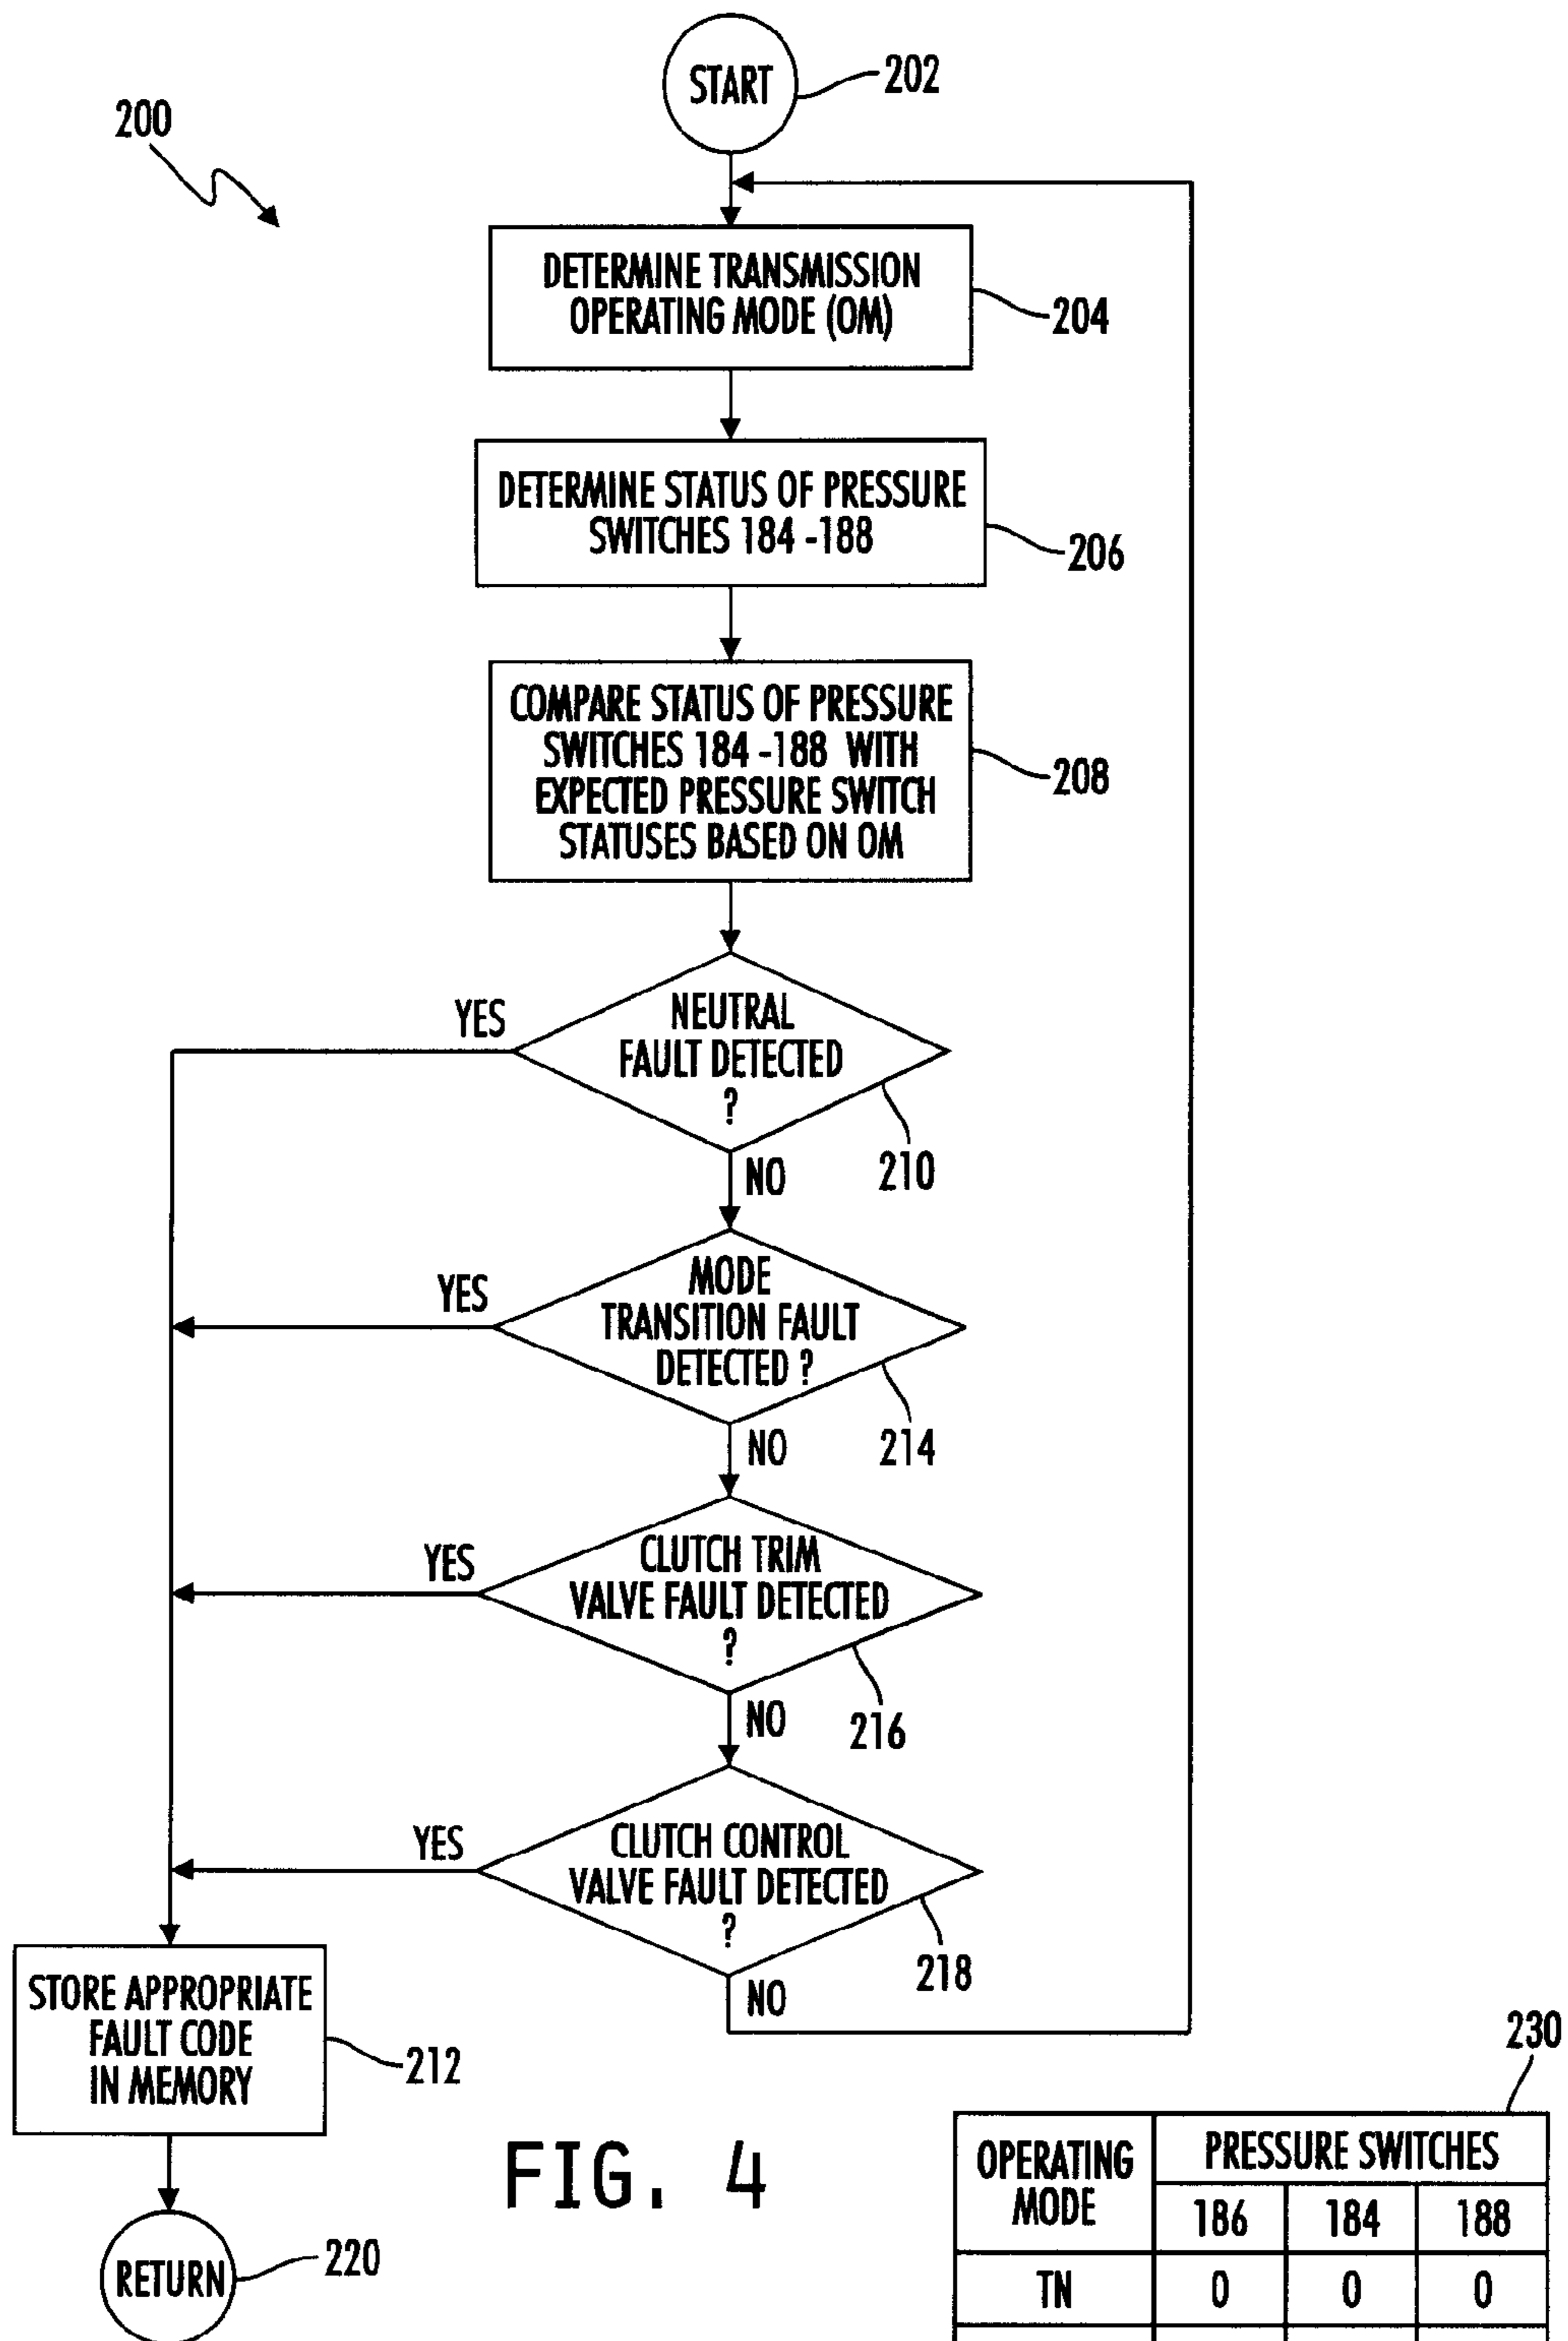 START
202
200
DETERMINE TRANSMISSION
OPERATING MODE (OM)
204
DETERMINE STATUS OF PRESSURE
SWITCHES 184 -188
206
COMPARE STATUS OF PRESSURE
SWITCHES 184 -188 WITH
EXPECTED PRESSURE SWITCH
STATUSES BASED ON OM
208
YES
NEUTRAL
FAULT DETECTED
?
210
NO
YES
MODE
TRANSITION FAULT
DETECTED ?
214
NO
YES
CLUTCH TRIM
VALVE FAULT DETECTED
?
216
NO
YES
CLUTCH CONTROL
VALVE FAULT DETECTED
?
218
NO
STORE APPROPRIATE
FAULT CODE
IN MEMORY
212
RETURN
220
FIG. 4
230
OPERATING
MODE
PRESSURE SWITCHES
186 184 188
TN 0 0 0